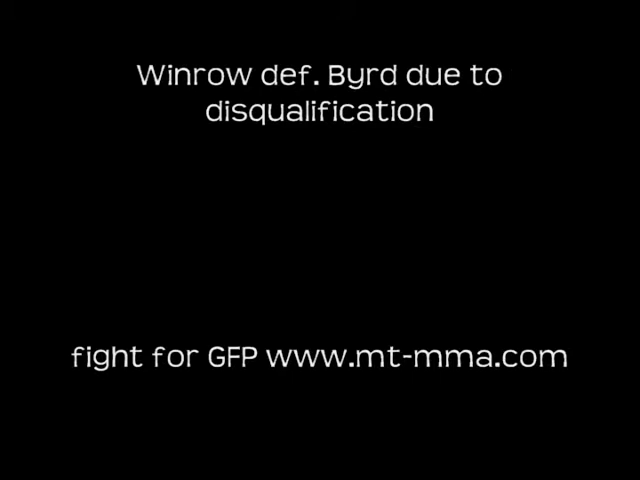 Winrow def. Byrd due to
disqualification
fight for GFP www.mt-mma.com